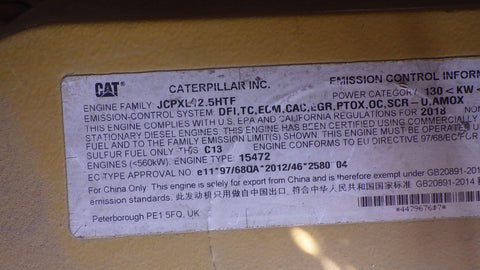 CAT CATERPILLAR INC. EMISSION CONTROL INFOR
ENGINE FAMILY: 2.5HTF POWER CATEGORY: 130 < KW <
EMISSION-CONTROL SYSTEM: DFI,TC,ECM,CAC,EGR,PTOX,OC,SCR-U,AMOX
THIS ENGINE COMPLIES WITH U.S. EPA AND CALIFORNIA REGULATIONS FOR 2018
STATIONARY DIESEL ENGINES. THIS ENGINE HAS BEEN CERTIFIED USING COMMERCIALLY
FUEL AND TO THE FAMILY EMISSION LIMIT(S) SHOWN. THIS ENGINE MUST BE OPERATE
SULFUR FUEL ONLY C13 ENGINE CONFORMS TO EU DIRECTIVE 97/68/EC
ENGINES (<560kW). ENGINE TYPE 15472
EC TYPE APPROVAL NO. e11*97/68QA*2012/46*2580 04
For China Only: This engine is solely for export from China and is therefore exempt from under GB20891-2014
standards. 此发动机只用做自中国出口，符合中华人民共和国国家标准 GB20891-2014
Peterborough PE1 5FQ, UK